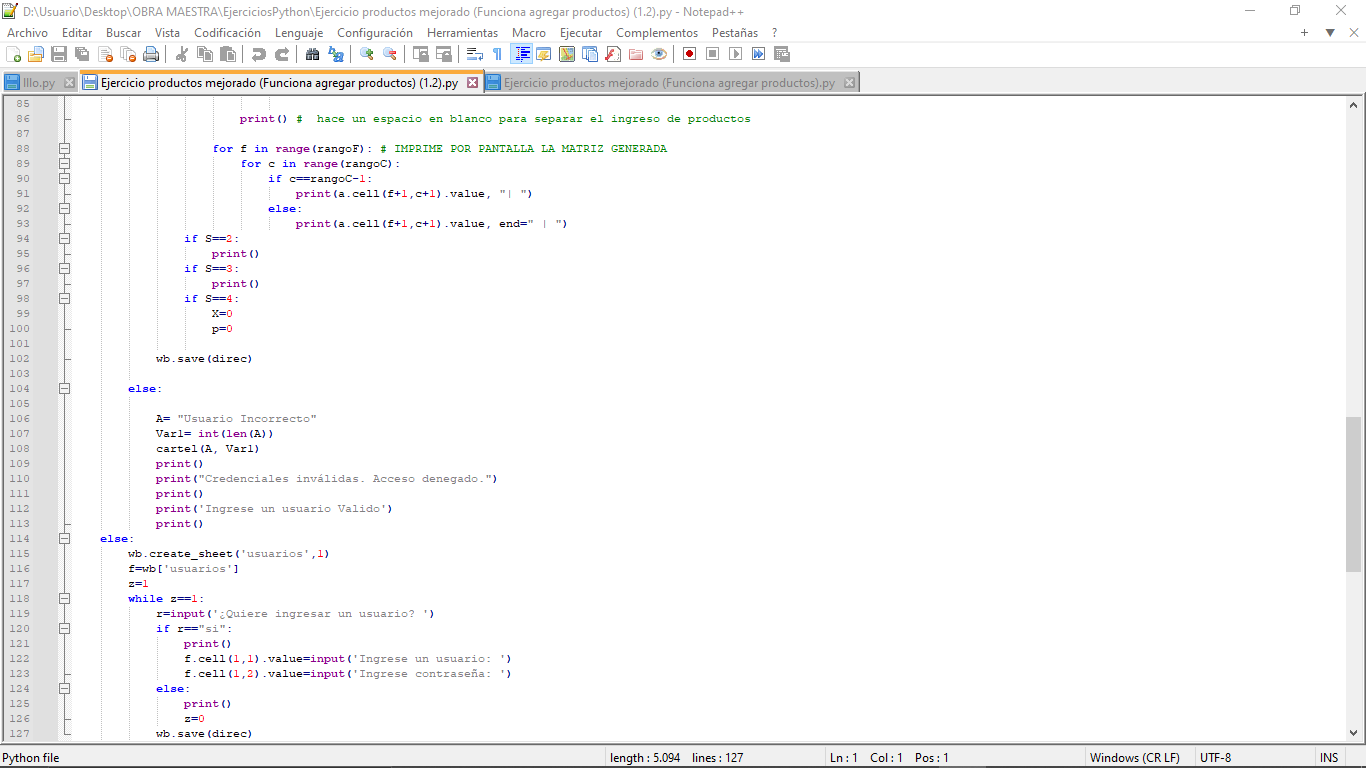 D:\Usuario\Desktop\OBRA MAESTRA\EjerciciosPython\Ejercicio productos mejorado (Funciona agregar productos) (1.2).py - Notepad++
Archivo Editar Buscar Vista Codificación Lenguaje Configuración Herramientas Macro Ejecutar Complementos Pestañas ?
Illo.py Ejercicio productos mejorado (Funciona agregar productos) (1.2).py Ejercicio productos mejorado (Funciona agregar productos).py
85
86 print() #  hace un espacio en blanco para separar el ingreso de productos
87
88 for f in range(rangoF): # IMPRIME POR PANTALLA LA MATRIZ GENERADA
89 for c in range(rangoC):
90 if c==rangoC-1:
91 print(a.cell(f+1,c+1).value, "| ")
92 else:
93 print(a.cell(f+1,c+1).value, end=" | ")
94 if S==2:
95 print()
96 if S==3:
97 print()
98 if S==4:
99 X=0
100 p=0
101
102 wb.save(direc)
103
104 else:
105
106 A= "Usuario Incorrecto"
107 Var1= int(len(A))
108 cartel(A, Var1)
109 print()
110 print("Credenciales inválidas. Acceso denegado.")
111 print()
112 print('Ingrese un usuario Valido')
113 print()
114 else:
115 wb.create_sheet('usuarios',1)
116 f=wb['usuarios']
117 z=1
118 while z==1:
119 r=input('¿Quiere ingresar un usuario? ')
120 if r=="si":
121 print()
122 f.cell(1,1).value=input('Ingrese un usuario: ')
123 f.cell(1,2).value=input('Ingrese contraseña: ')
124 else:
125 print()
126 z=0
127 wb.save(direc)
Python file length : 5.094 lines : 127 Ln : 1 Col : 1 Pos : 1 Windows (CR LF) UTF-8 INS